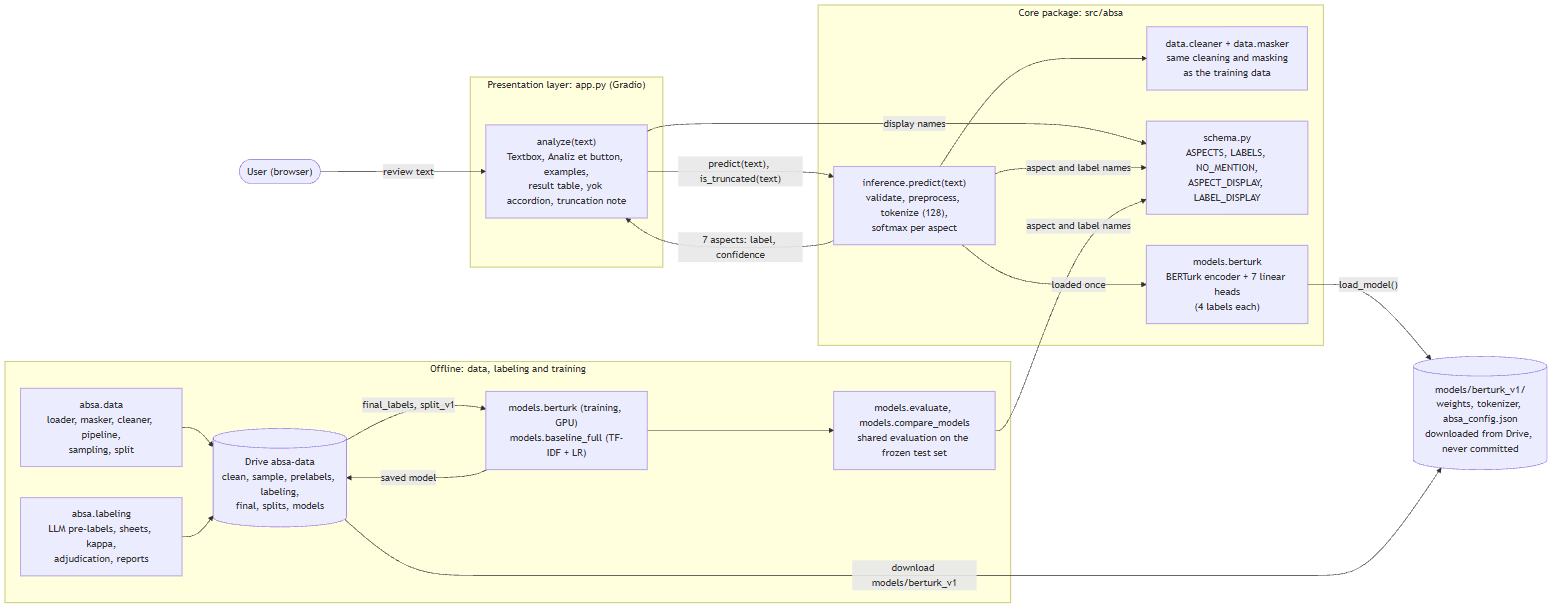 Core package: src/absa
data.cleaner + data.masker
same cleaning and masking
as the training data
Presentation layer: app.py (Gradio)
analyze(text)
Textbox, Analiz et button,
examples,
result table, yok
accordion, truncation note
display names
schema.py
ASPECTS, LABELS,
NO_MENTION,
ASPECT_DISPLAY,
LABEL_DISPLAY
User (browser)
review text
predict(text),
is_truncated(text)
inference.predict(text)
validate, preprocess,
tokenize (128),
softmax per aspect
aspect and label names
aspect and label names
7 aspects: label,
confidence
models.berturk
BERTurk encoder + 7 linear
heads
(4 labels each)
loaded once
load_model()
Offline: data, labeling and training
absa.data
loader, masker, cleaner,
pipeline,
sampling, split
final_labels, split_v1
models.berturk (training,
GPU)
models.baseline_full (TF-
IDF + LR)
models.evaluate,
models.compare_models
shared evaluation on the
frozen test set
models/berturk_v1/
weights, tokenizer,
absa_config.json
downloaded from Drive,
never committed
Drive absa-data
clean, sample, prelabels,
labeling,
final, splits, models
saved model
absa.labeling
LLM pre-labels, sheets,
kappa,
adjudication, reports
download
models/berturk_v1